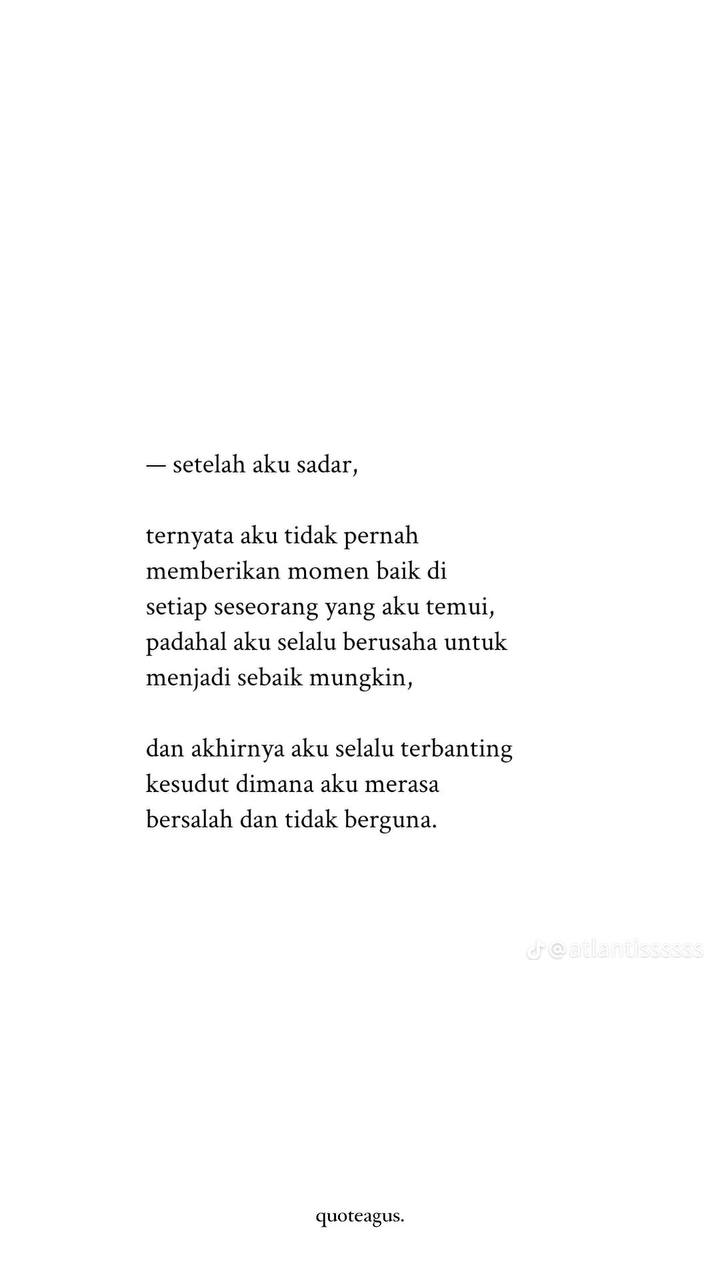 — setelah aku sadar,
ternyata aku tidak pernah
memberikan momen baik di
setiap seseorang yang aku temui,
padahal aku selalu berusaha untuk
menjadi sebaik mungkin,
dan akhirnya aku selalu terbanting
kesudut dimana aku merasa
bersalah dan tidak berguna.
@atlantissssss
quoteagus.